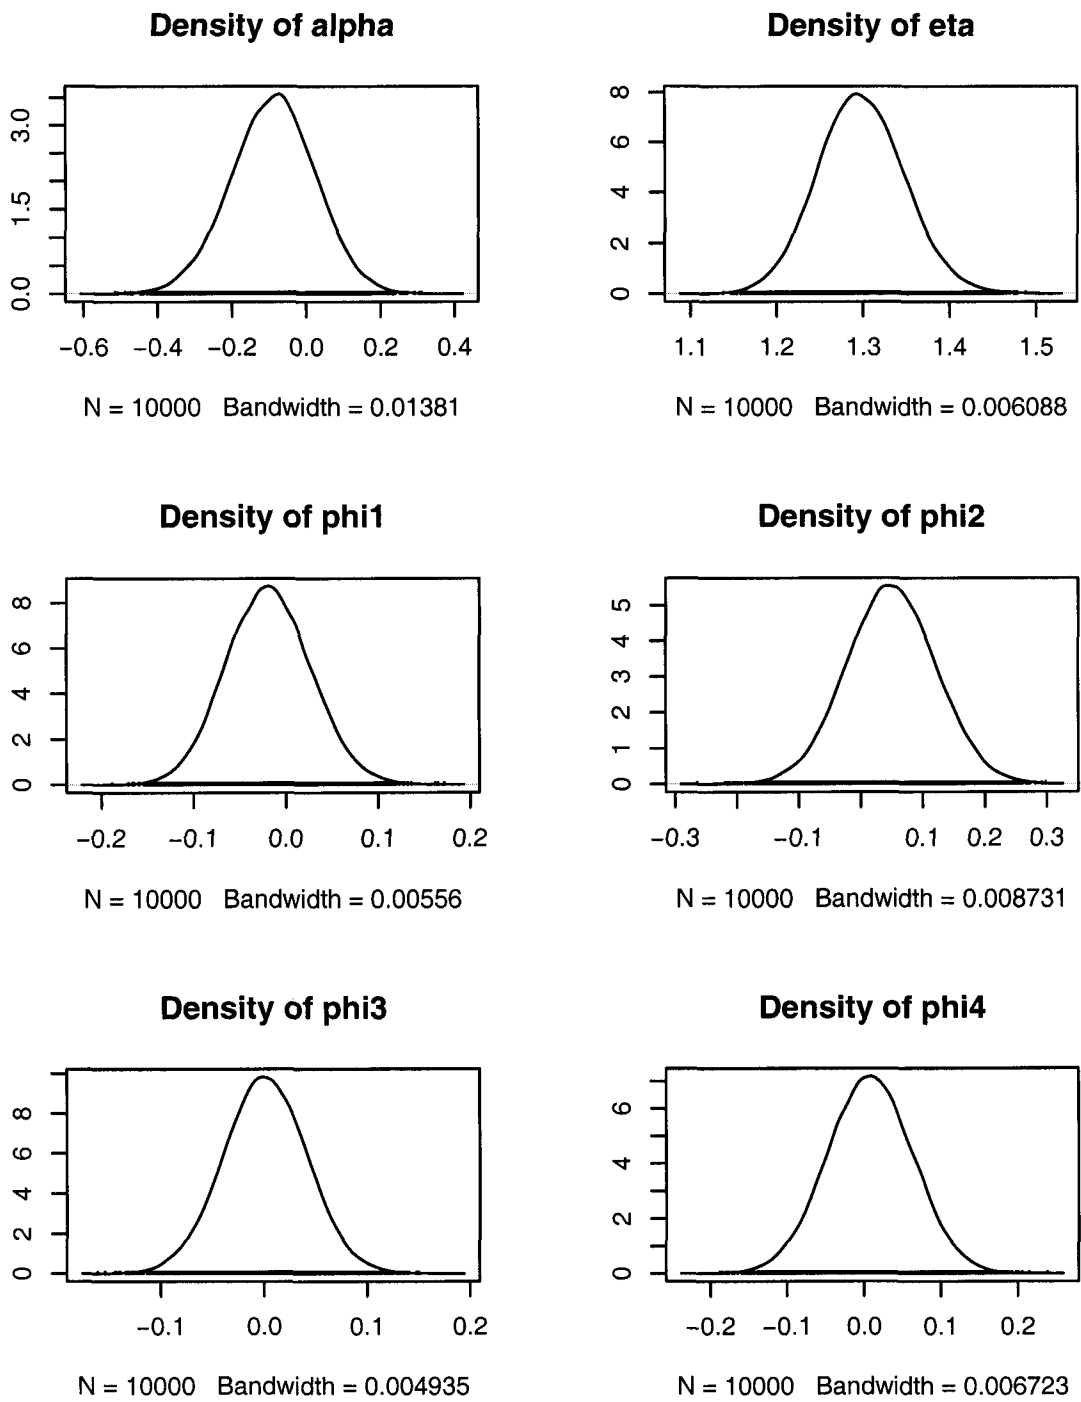 Density of alpha
3.0
1.5
0.0
−0.6 −0.4 −0.2 0.0 0.2 0.4
N = 10000 Bandwidth = 0.01381
Density of eta
8
6
4
2
0
1.1 1.2 1.3 1.4 1.5
N = 10000 Bandwidth = 0.006088
Density of phi1
8
6
4
2
0
−0.2 −0.1 0.0 0.1 0.2
N = 10000 Bandwidth = 0.00556
Density of phi2
5
4
3
2
1
0
−0.3 −0.1 0.1 0.2 0.3
N = 10000 Bandwidth = 0.008731
Density of phi3
8
6
4
2
0
−0.1 0.0 0.1 0.2
N = 10000 Bandwidth = 0.004935
Density of phi4
6
4
2
0
−0.2 −0.1 0.0 0.1 0.2
N = 10000 Bandwidth = 0.006723